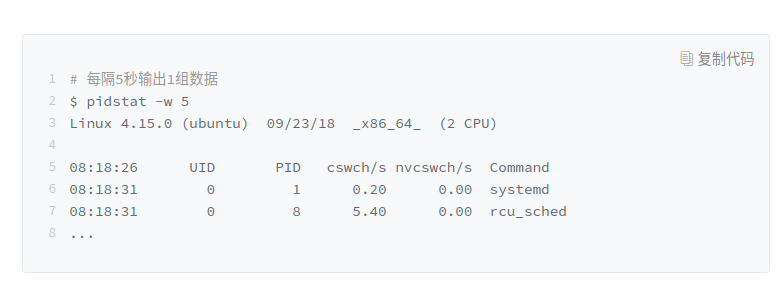 复制代码
1 # 每隔5秒输出1组数据
2 $ pidstat -w 5
3 Linux 4.15.0 (ubuntu)  09/23/18  _x86_64_  (2 CPU)
4
5 08:18:26      UID       PID   cswch/s nvcswch/s  Command
6 08:18:31        0         1      0.20      0.00  systemd
7 08:18:31        0         8      5.40      0.00  rcu_sched
8 ...